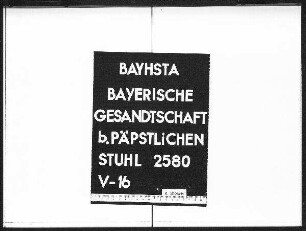 BAYHSTA
BAYERISCHE
GESANDTSCHAFT
b. PÄPSTLiCHEN
STUHL 2580
V-16